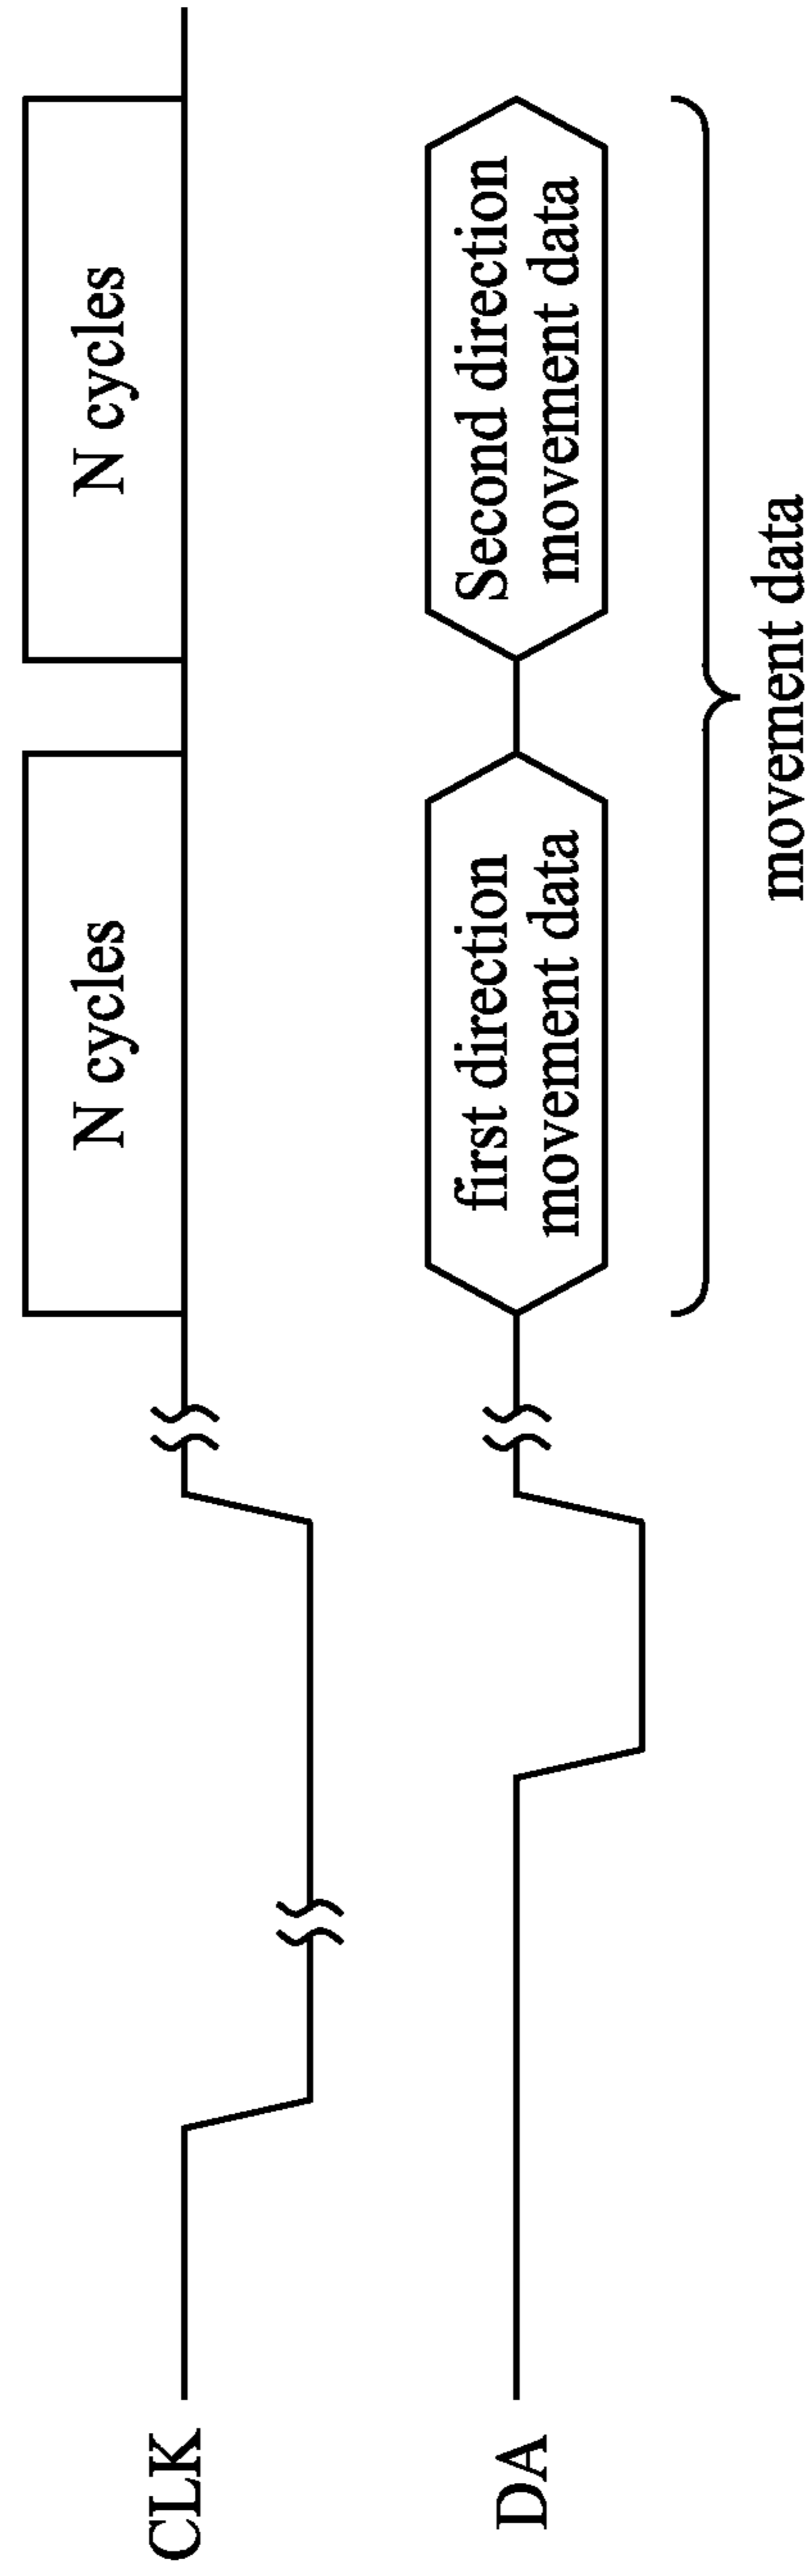 CLK
N cycles
N cycles
DA
first direction
movement data
Second direction
movement data
movement data